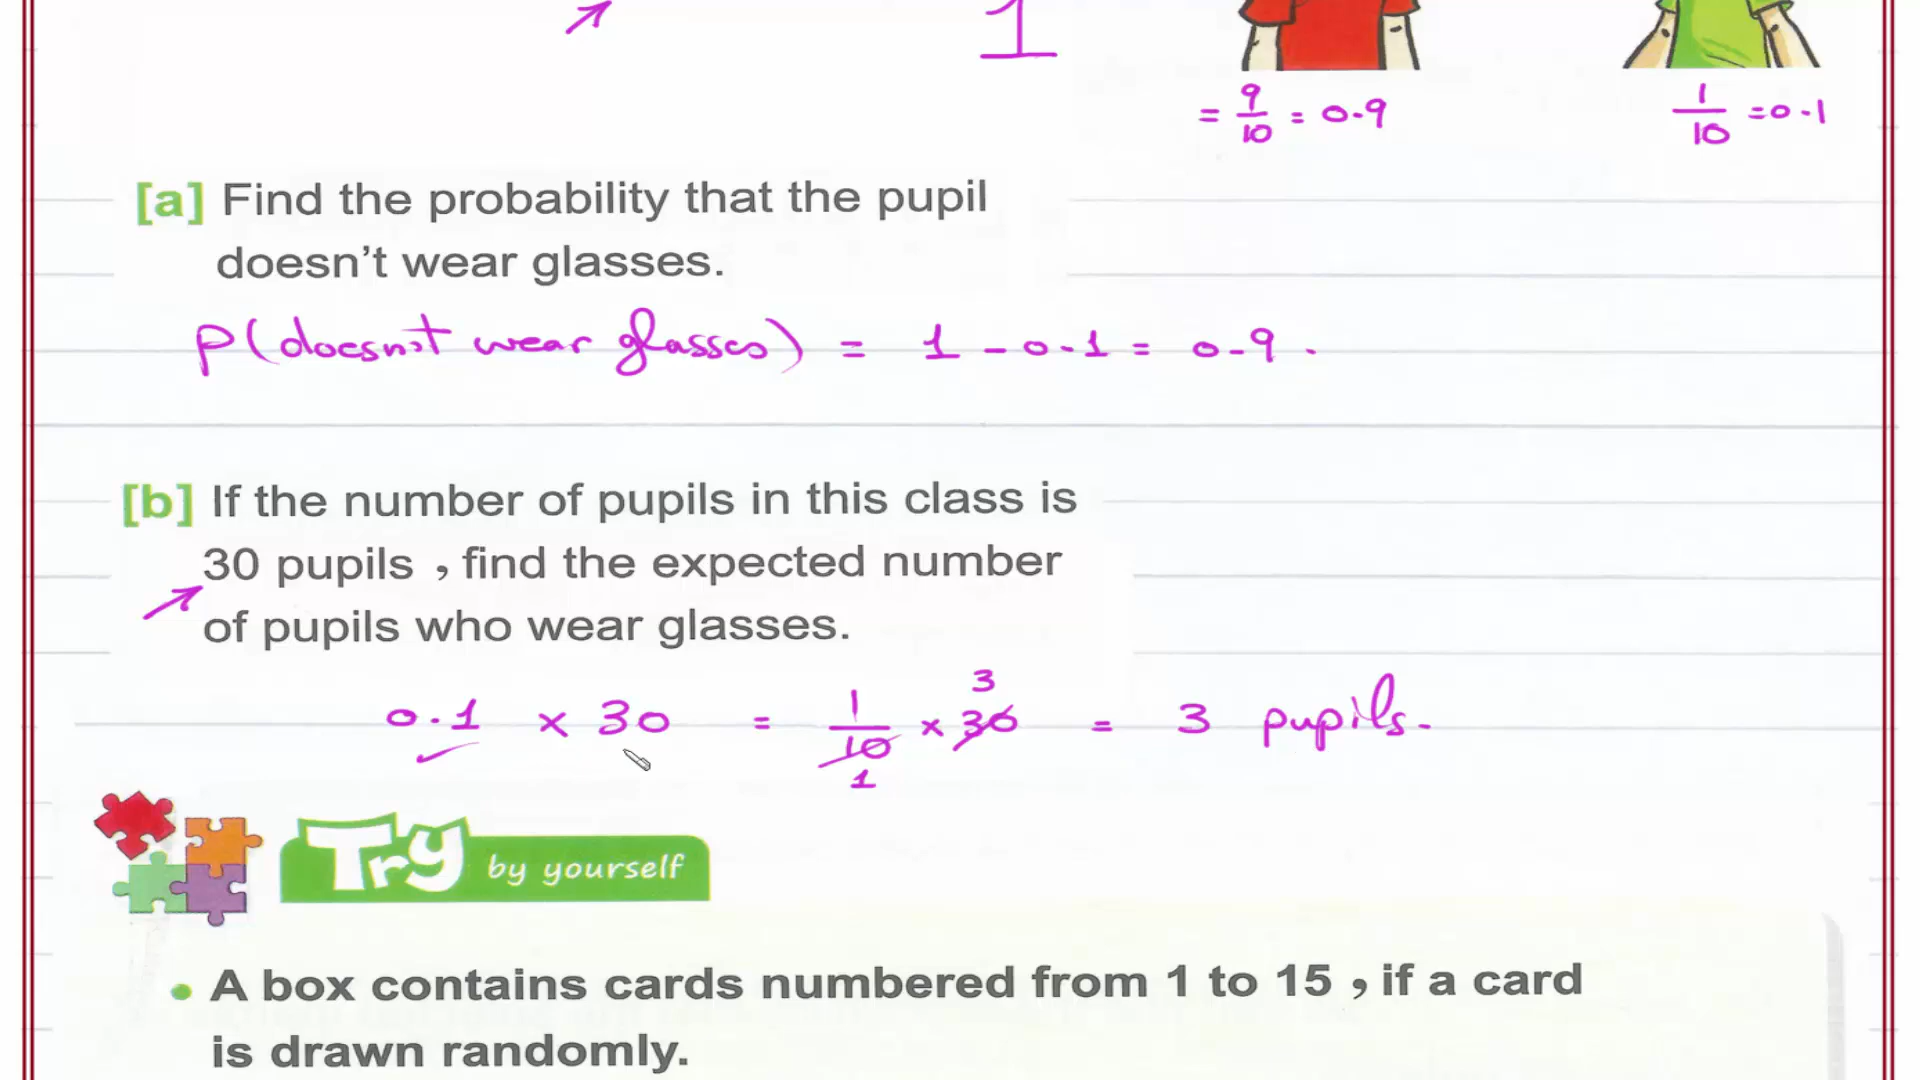 1
= 9/10 = 0.9
1/10 = 0.1
[a] Find the probability that the pupil
doesn't wear glasses.
P(doesn't wear glasses) = 1 - 0.1 = 0.9.
[b] If the number of pupils in this class is
30 pupils , find the expected number
of pupils who wear glasses.
3
0.1 × 30 = 1/10 × 30 = 3 pupils.
1
Try by yourself
• A box contains cards numbered from 1 to 15 , if a card
is drawn randomly.